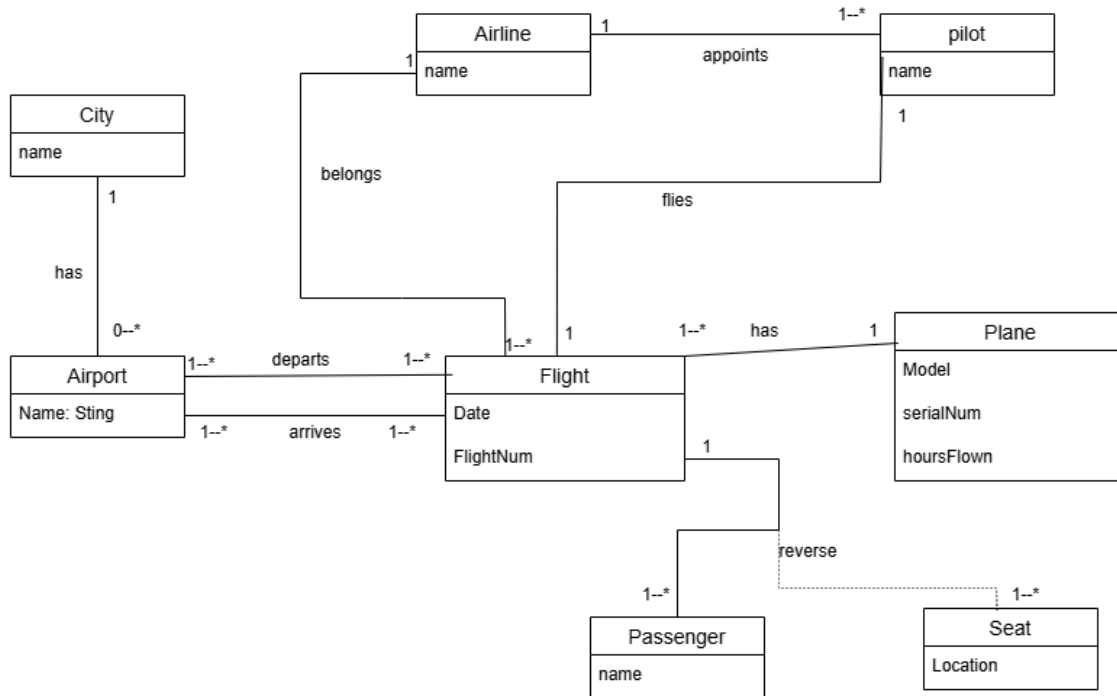 Airline
name
1
1--*
appoints
pilot
name
1
1
City
name
1
belongs
flies
has
0--*
1--*
departs
1--*
1--*
1
1--*
has
1
Airport
Name: Sting
Flight
Date
FlightNum
Plane
Model
serialNum
hoursFlown
1--*
arrives
1--*
1
reverse
1--*
1--*
Passenger
name
Seat
Location